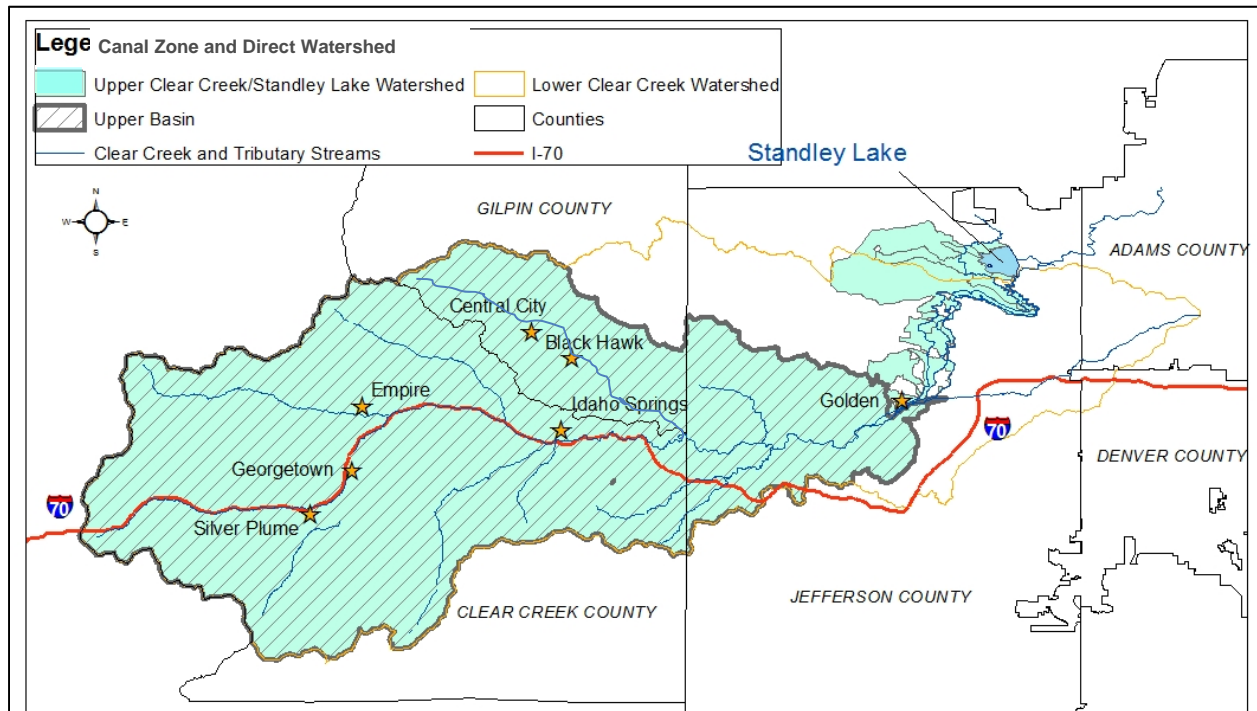 Lege Canal Zone and Direct Watershed
Upper Clear Creek/Standley Lake Watershed
Lower Clear Creek Watershed
Upper Basin
Counties
Clear Creek and Tributary Streams
I-70
Standley Lake
N
W E
S
GILPIN COUNTY
ADAMS COUNTY
Central City
Black Hawk
Empire
Idaho Springs
Golden
70
Georgetown
DENVER COUNTY
70
Silver Plume
CLEAR CREEK COUNTY
JEFFERSON COUNTY